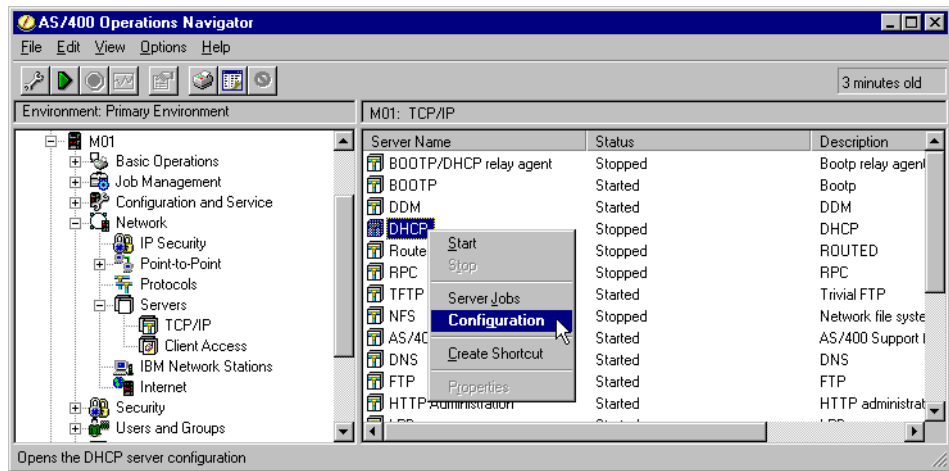 AS/400 Operations Navigator
File Edit View Options Help
3 minutes old
Environment: Primary Environment
M01: TCP/IP
M01
Basic Operations
Job Management
Configuration and Service
Network
IP Security
Point-to-Point
Protocols
Servers
TCP/IP
Client Access
IBM Network Stations
Internet
Security
Users and Groups
Server Name Status Description
BOOTP/DHCP relay agent Stopped Bootp relay agent
BOOTP Started Bootp
DDM Started DDM
DHCP Stopped DHCP
Route Stopped ROUTED
RPC Stopped RPC
TFTP Started Trivial FTP
NFS Stopped Network file syste
AS/40 Started AS/400 Support
DNS Started DNS
FTP Started FTP
HTTP Administration Started HTTP administrat
Start
Stop
Server Jobs
Configuration
Create Shortcut
Properties
Opens the DHCP server configuration